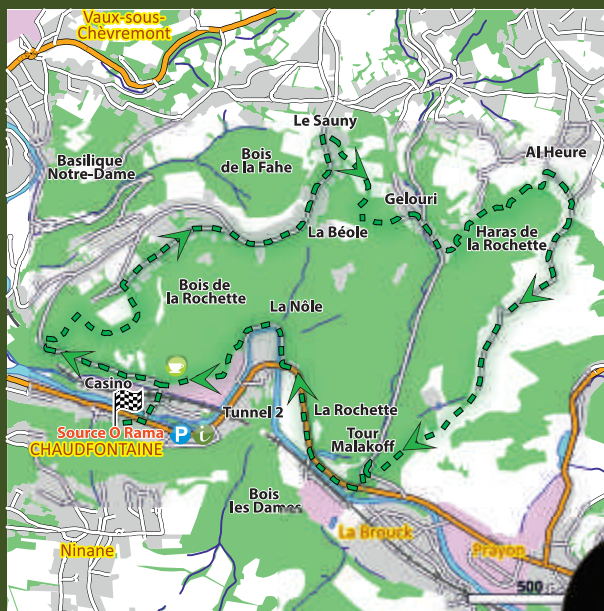 Vaux-sous-
Chèvremont
Le Sauny
Al Heure
Basilique
Notre-Dame
Bois
de la Fahe
Gelouri
La Béole
Haras de
la Rochette
Bois de
la Rochette
La Nôle
Casino
Tunnel 2
La Rochette
Source O Rama
P i
CHAUDFONTAINE
Tour
Malakoff
Bois
les Dames
La Brouck
Ninane
Prayon
500